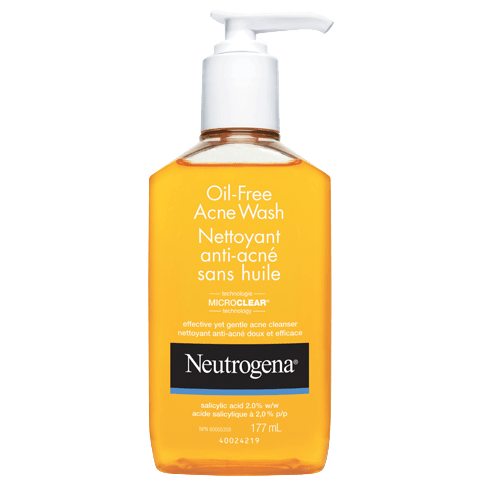 Oil-Free
Acne Wash
Nettoyant
anti-acné
sans huile
technologie
MICROCLEAR®
technology
effective yet gentle acne cleanser
nettoyant anti-acné doux et efficace
Neutrogena®
salicylic acid 2.0% w/w
acide salicylique à 2,0% p/p
177 mL
40024219